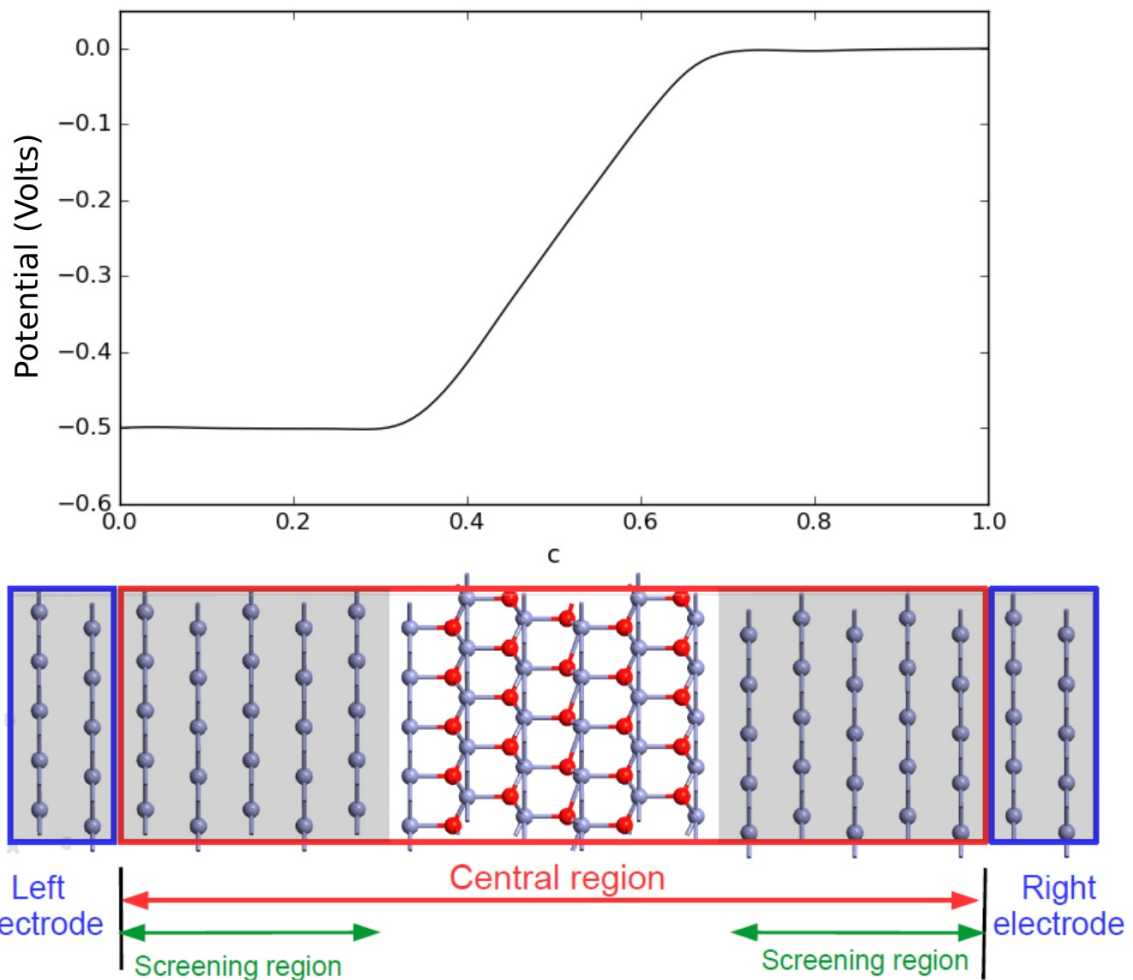 0.0
−0.1
−0.2
−0.3
−0.4
−0.5
−0.6
Potential (Volts)
0.0 0.2 0.4 0.6 0.8 1.0
c
Central region
Left
ectrode
Right
electrode
Screening region
Screening region